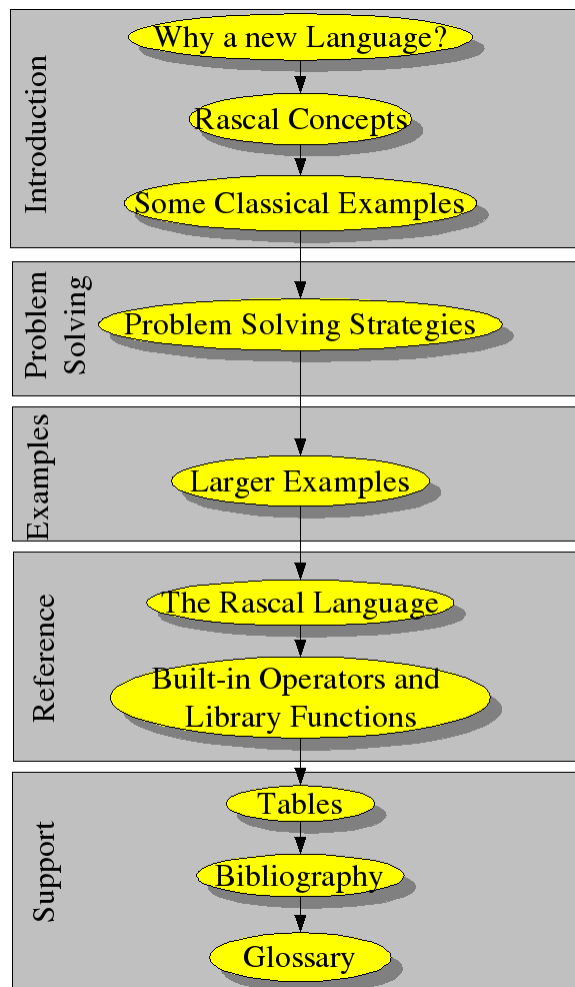 Introduction
Why a new Language?
Rascal Concepts
Some Classical Examples
Problem
Solving
Problem Solving Strategies
Examples
Larger Examples
Reference
The Rascal Language
Built-in Operators and
Library Functions
Support
Tables
Bibliography
Glossary